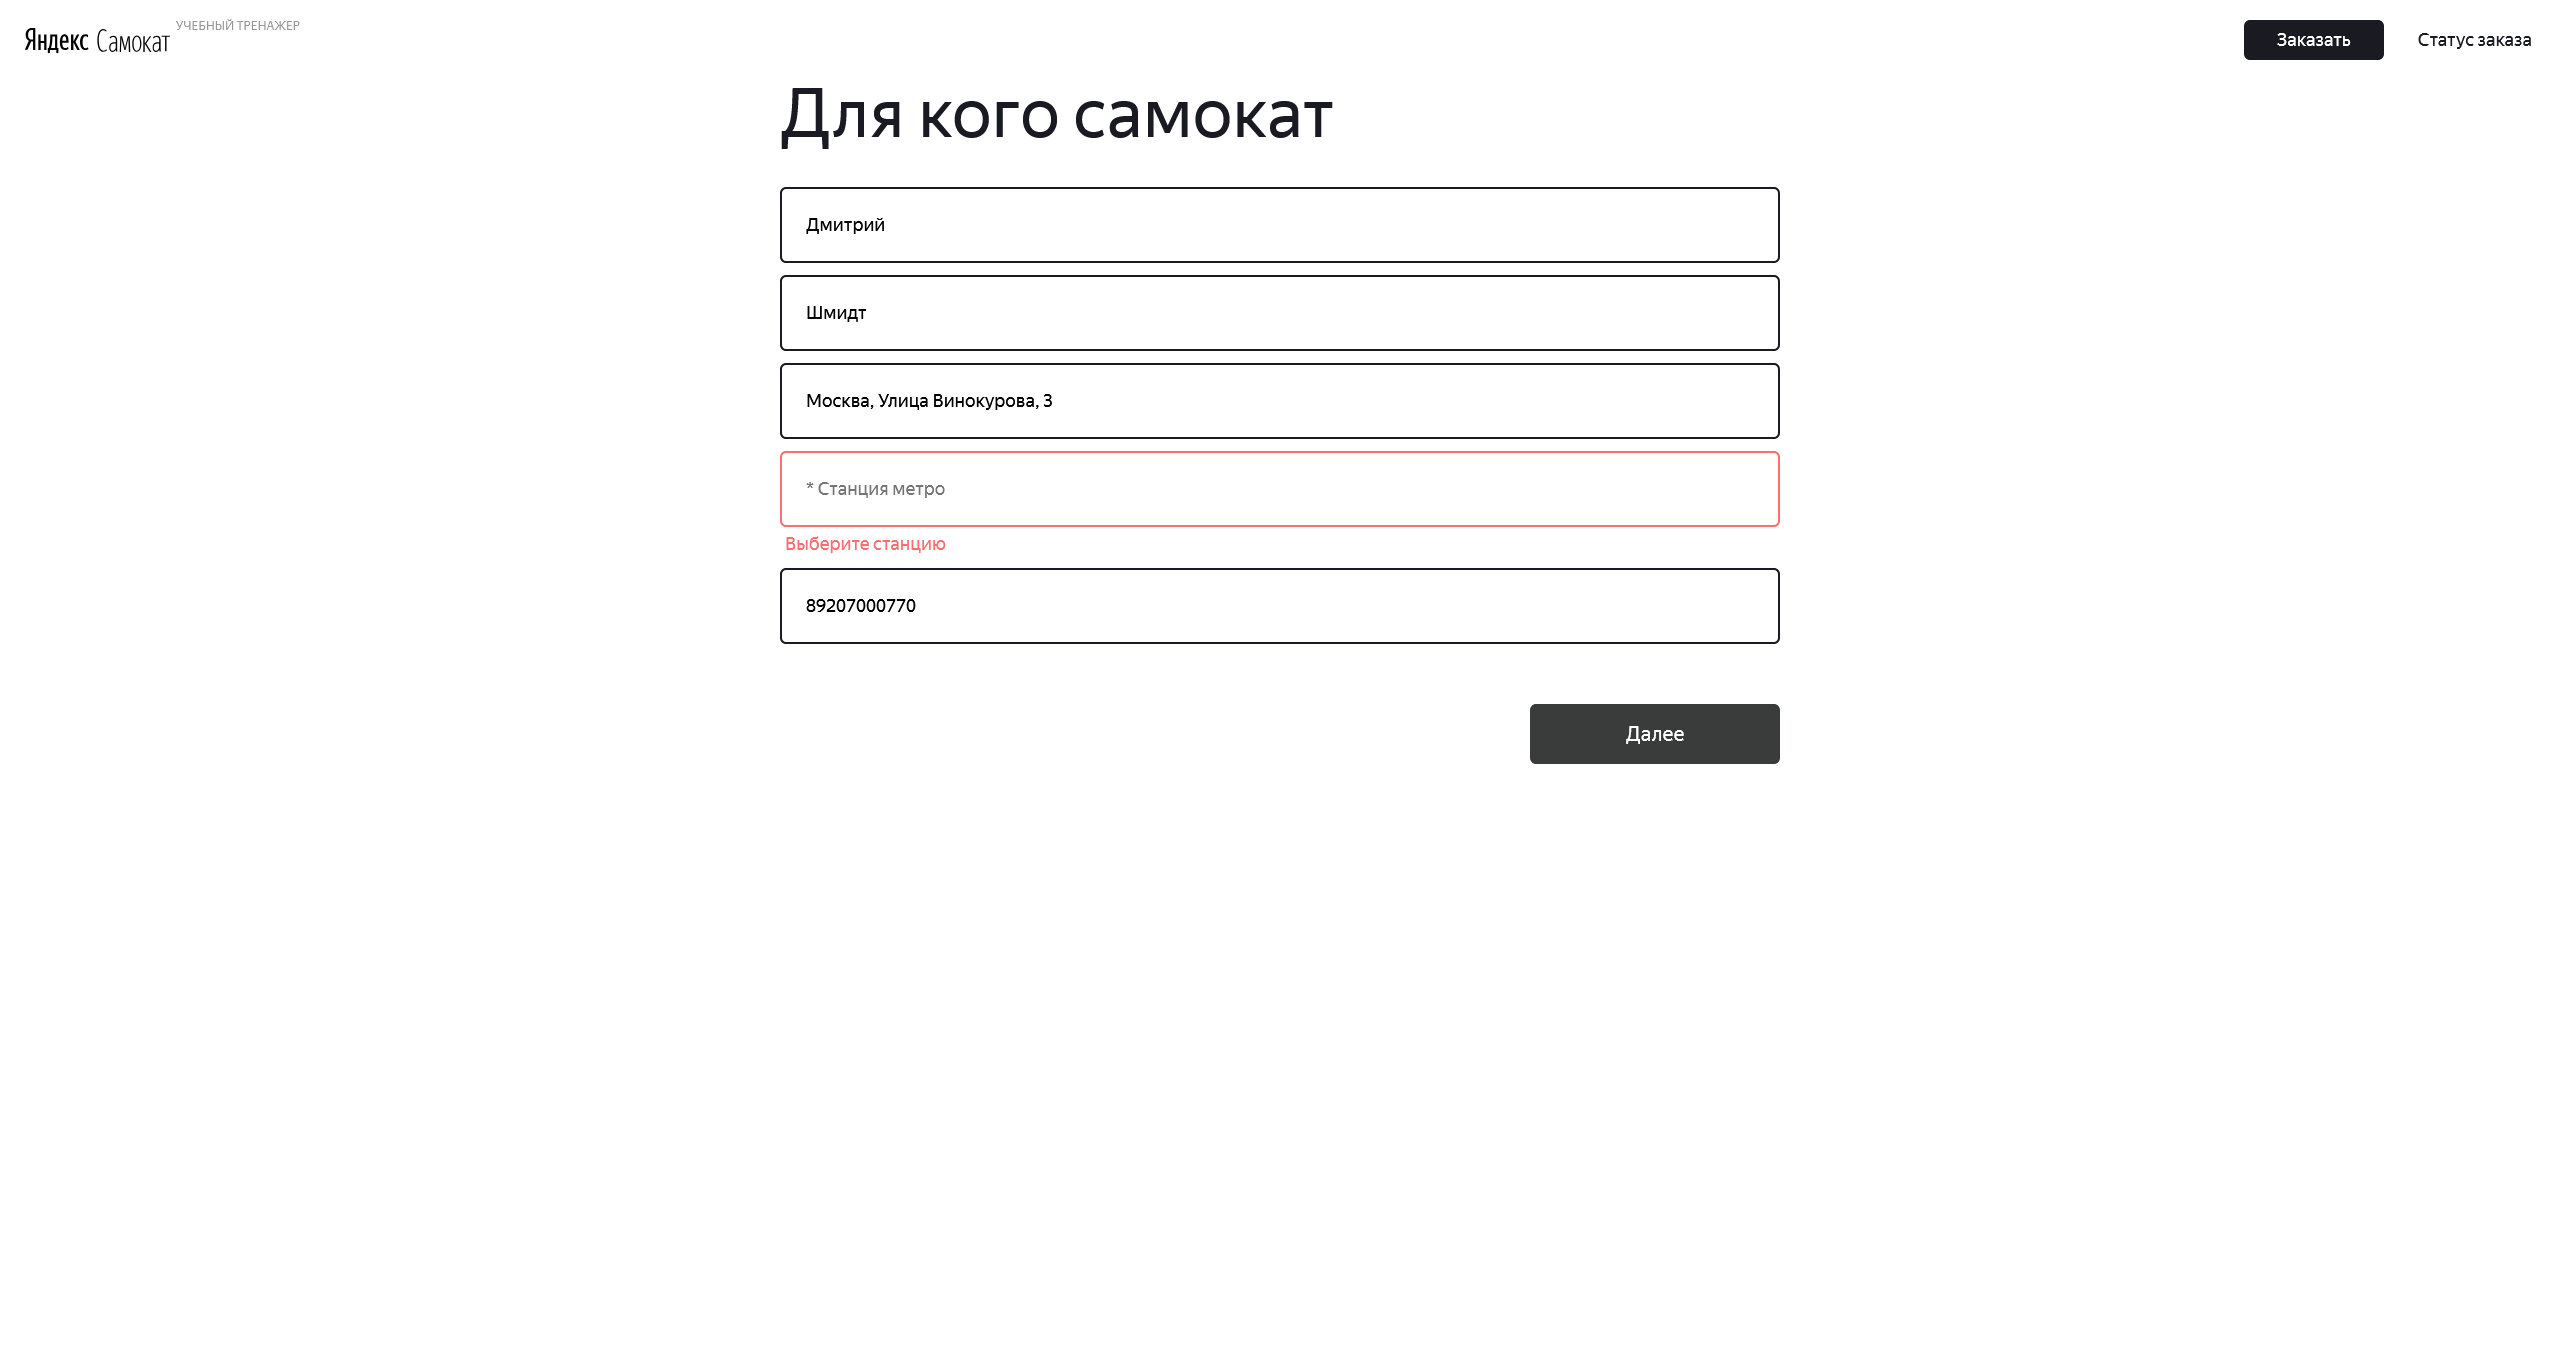 Яндекс Самокат УЧЕБНЫЙ ТРЕНАЖЕР
Заказать Статус заказа
Для кого самокат
Дмитрий
Шмидт
Москва, Улица Винокурова, 3
* Станция метро
Выберите станцию
89207000770
Далее